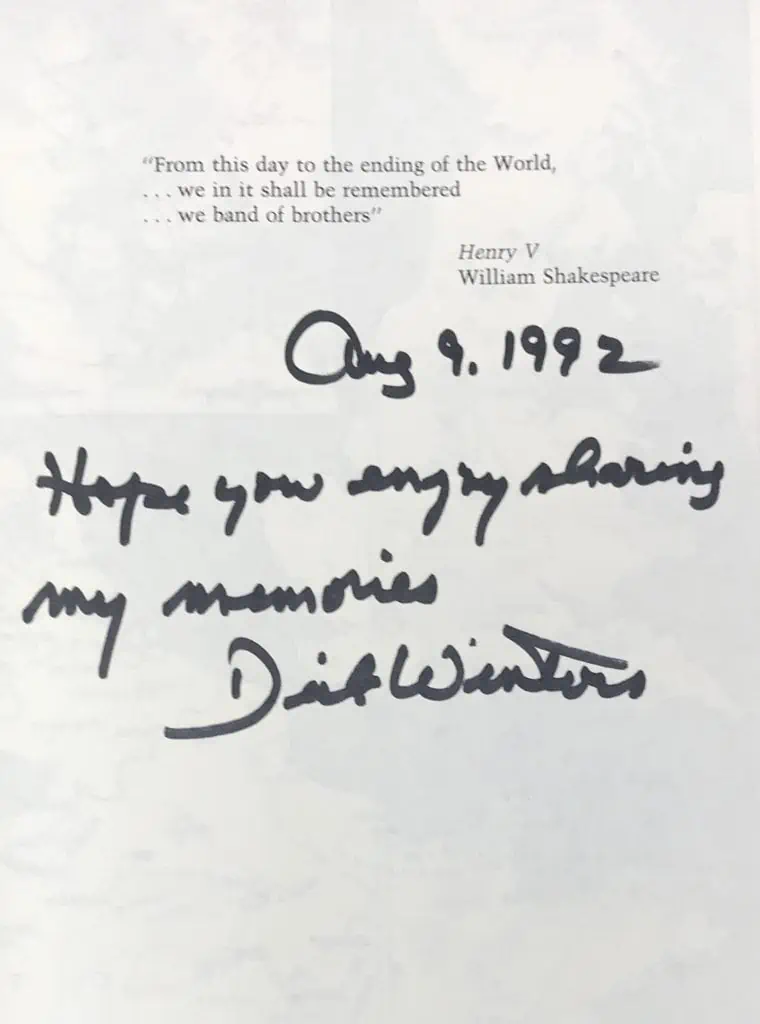 "From this day to the ending of the World,
. . . we in it shall be remembered
. . . we band of brothers"
Henry V
William Shakespeare
Aug 9. 1992
Hope you enjoy sharing
my memories
Dick Winters